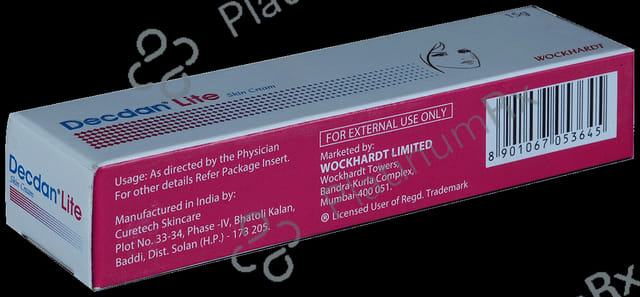 Decdan® Lite
Skin Cream
15g
WOCKHARDT
Decdan® Lite
Skin Cream
Usage: As directed by the Physician
For other details Refer Package Insert.
Manufactured in India by:
Curetech Skincare
Plot No. 33-34, Phase -IV, Bhatoli Kalan,
Baddi, Dist. Solan (H.P.) - 173 205.
FOR EXTERNAL USE ONLY
Marketed by:
WOCKHARDT LIMITED
Wockhardt Towers,
Bandra-Kurla Complex,
Mumbai 400 051.
® Licensed User of Regd. Trademark
8 901067 053645
PlatinumRx
PlatinumRx
PlatinumRx